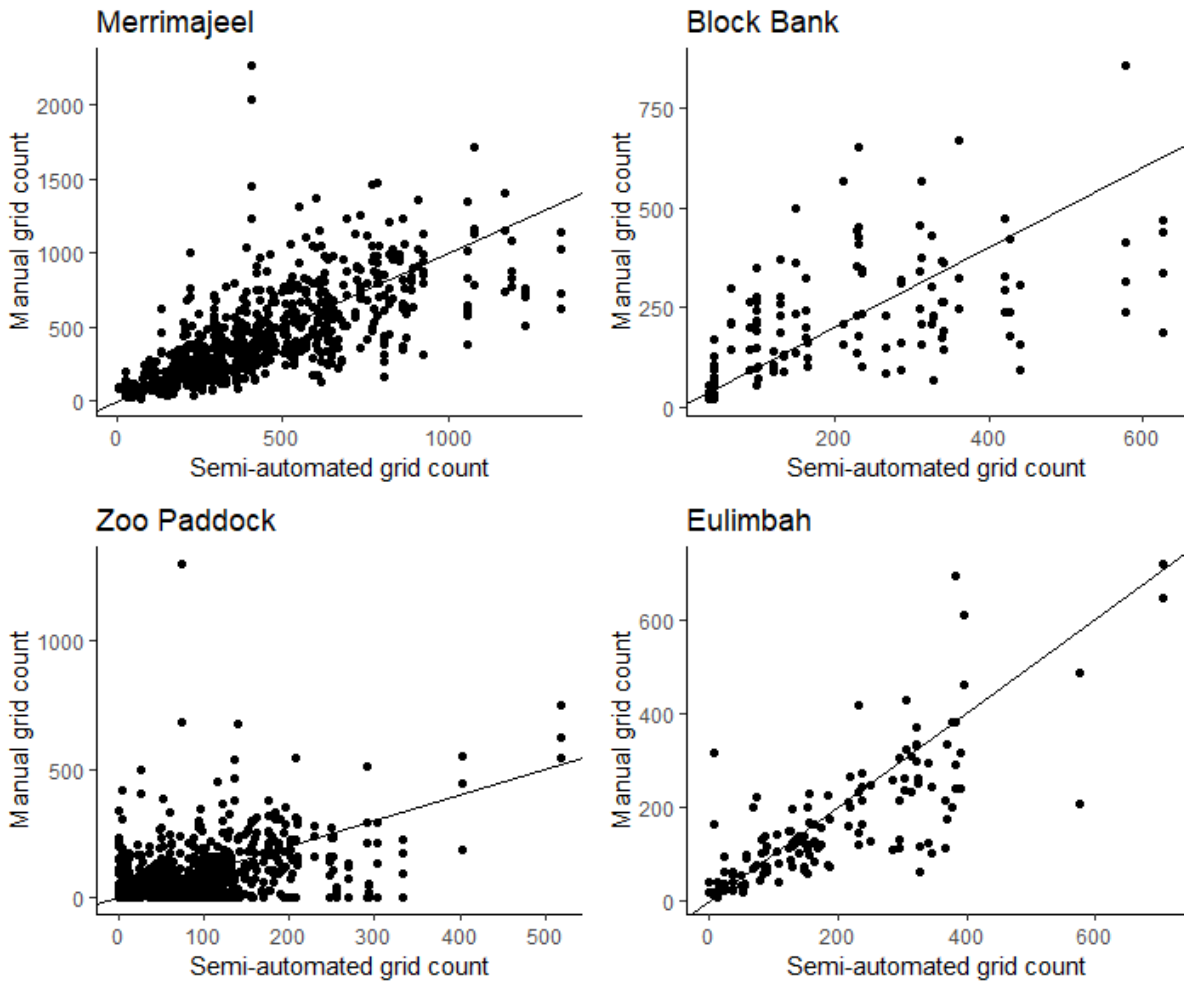 Merrimajeel
Manual grid count
2000
1500
1000
500
0
0 500 1000
Semi-automated grid count
Block Bank
Manual grid count
750
500
250
0
200 400 600
Semi-automated grid count
Zoo Paddock
Manual grid count
1000
500
0
0 100 200 300 400 500
Semi-automated grid count
Eulimbah
Manual grid count
600
400
200
0
0 200 400 600
Semi-automated grid count